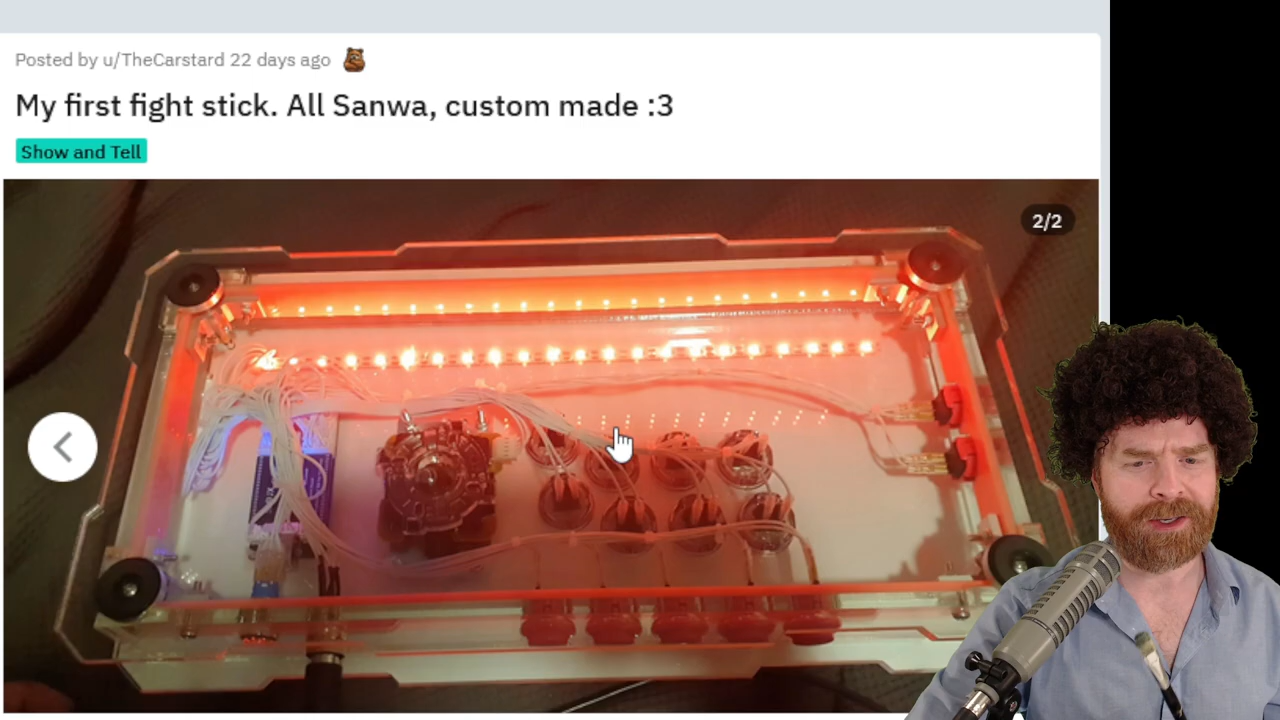 Posted by u/TheCarstard 22 days ago
My first fight stick. All Sanwa, custom made :3
Show and Tell
2/2